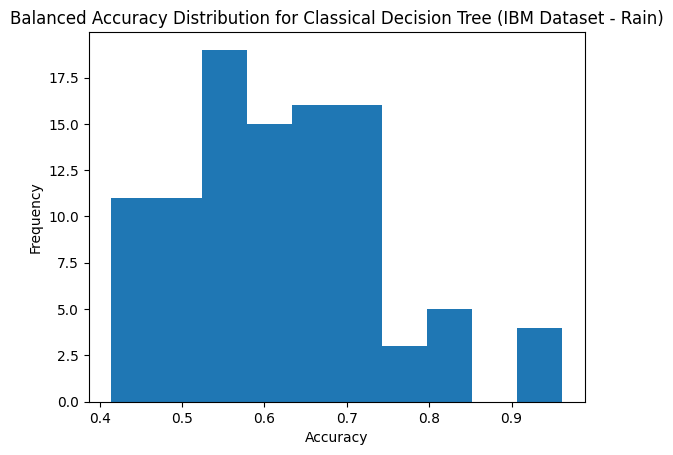 Balanced Accuracy Distribution for Classical Decision Tree (IBM Dataset - Rain)
17.5
15.0
12.5
10.0
7.5
5.0
2.5
0.0
Frequency
0.4 0.5 0.6 0.7 0.8 0.9
Accuracy